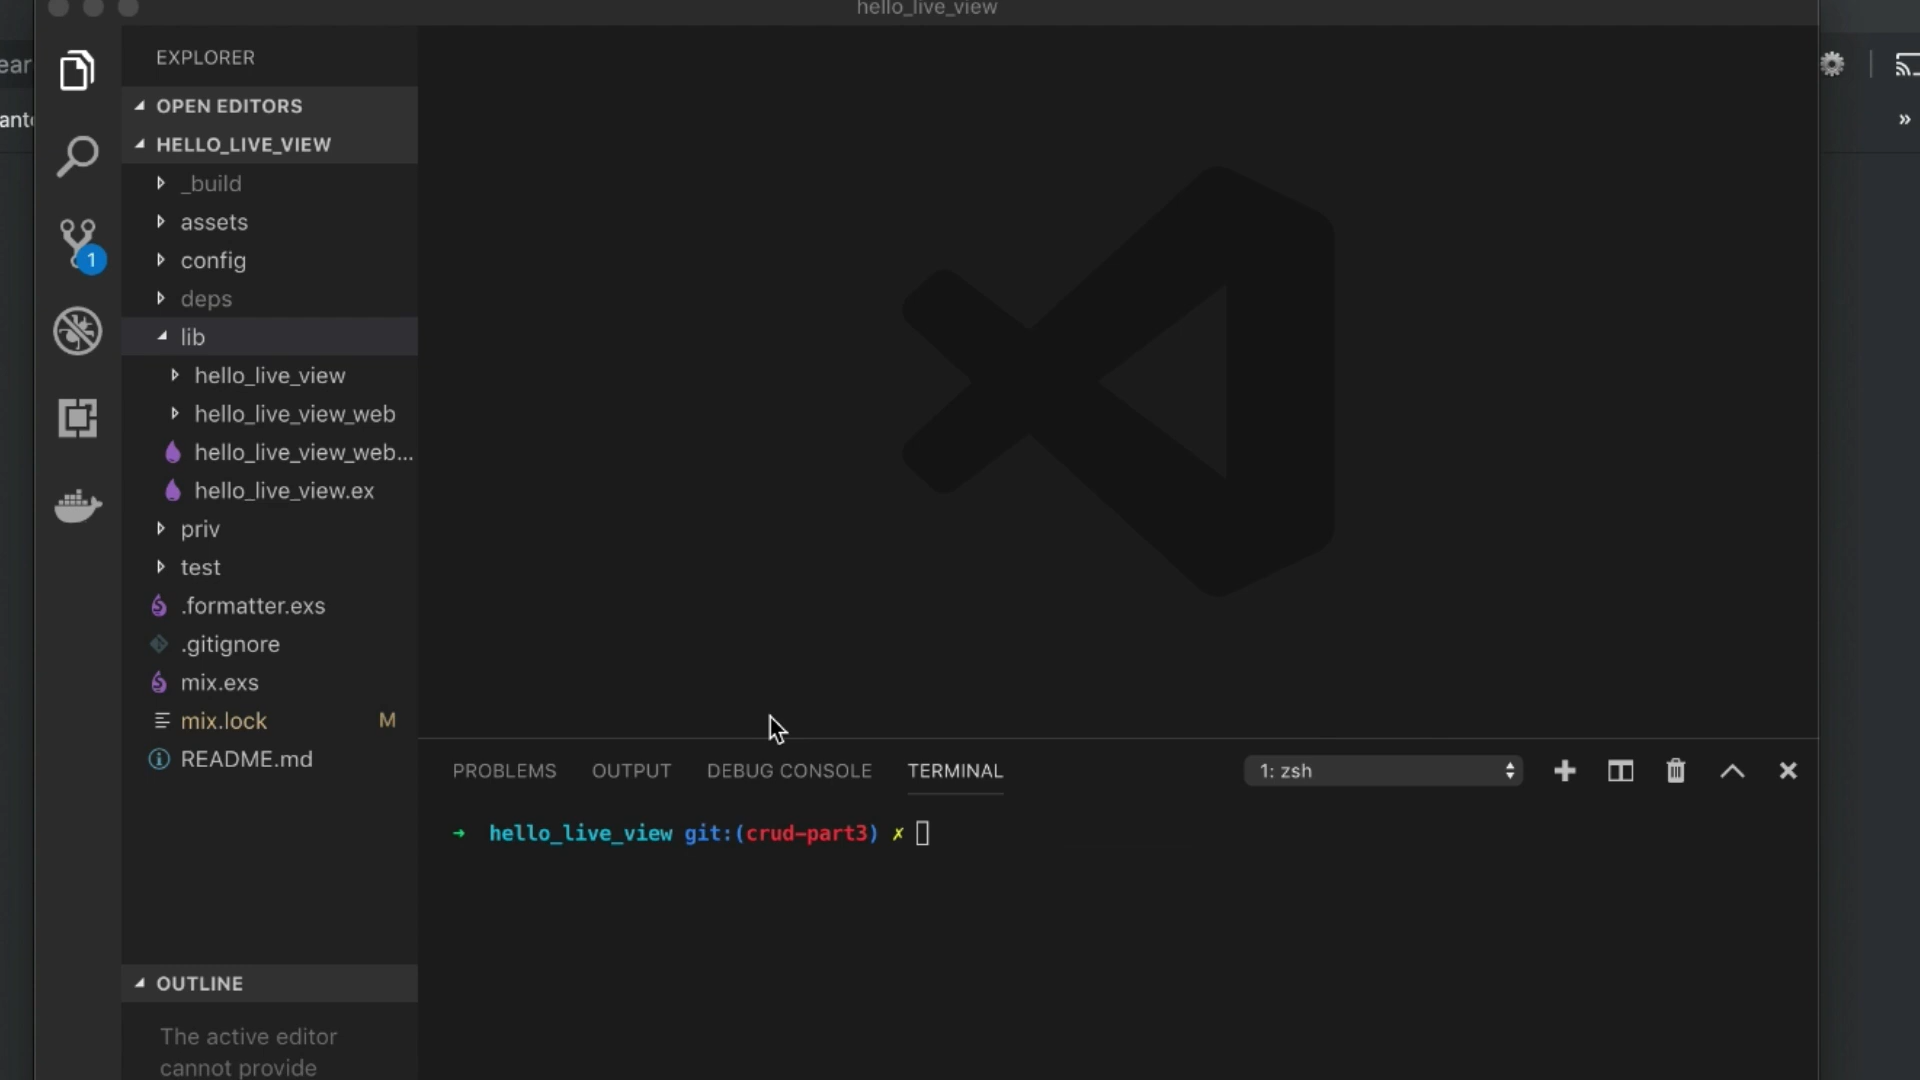 hello_live_view
ear
ant
»
EXPLORER
OPEN EDITORS
HELLO_LIVE_VIEW
_build
assets
config
deps
lib
hello_live_view
hello_live_view_web
hello_live_view_web...
hello_live_view.ex
priv
test
.formatter.exs
.gitignore
mix.exs
mix.lock M
README.md
1
OUTLINE
The active editor
cannot provide
PROBLEMS OUTPUT DEBUG CONSOLE TERMINAL 1: zsh
→ hello_live_view git:(crud-part3) ✗